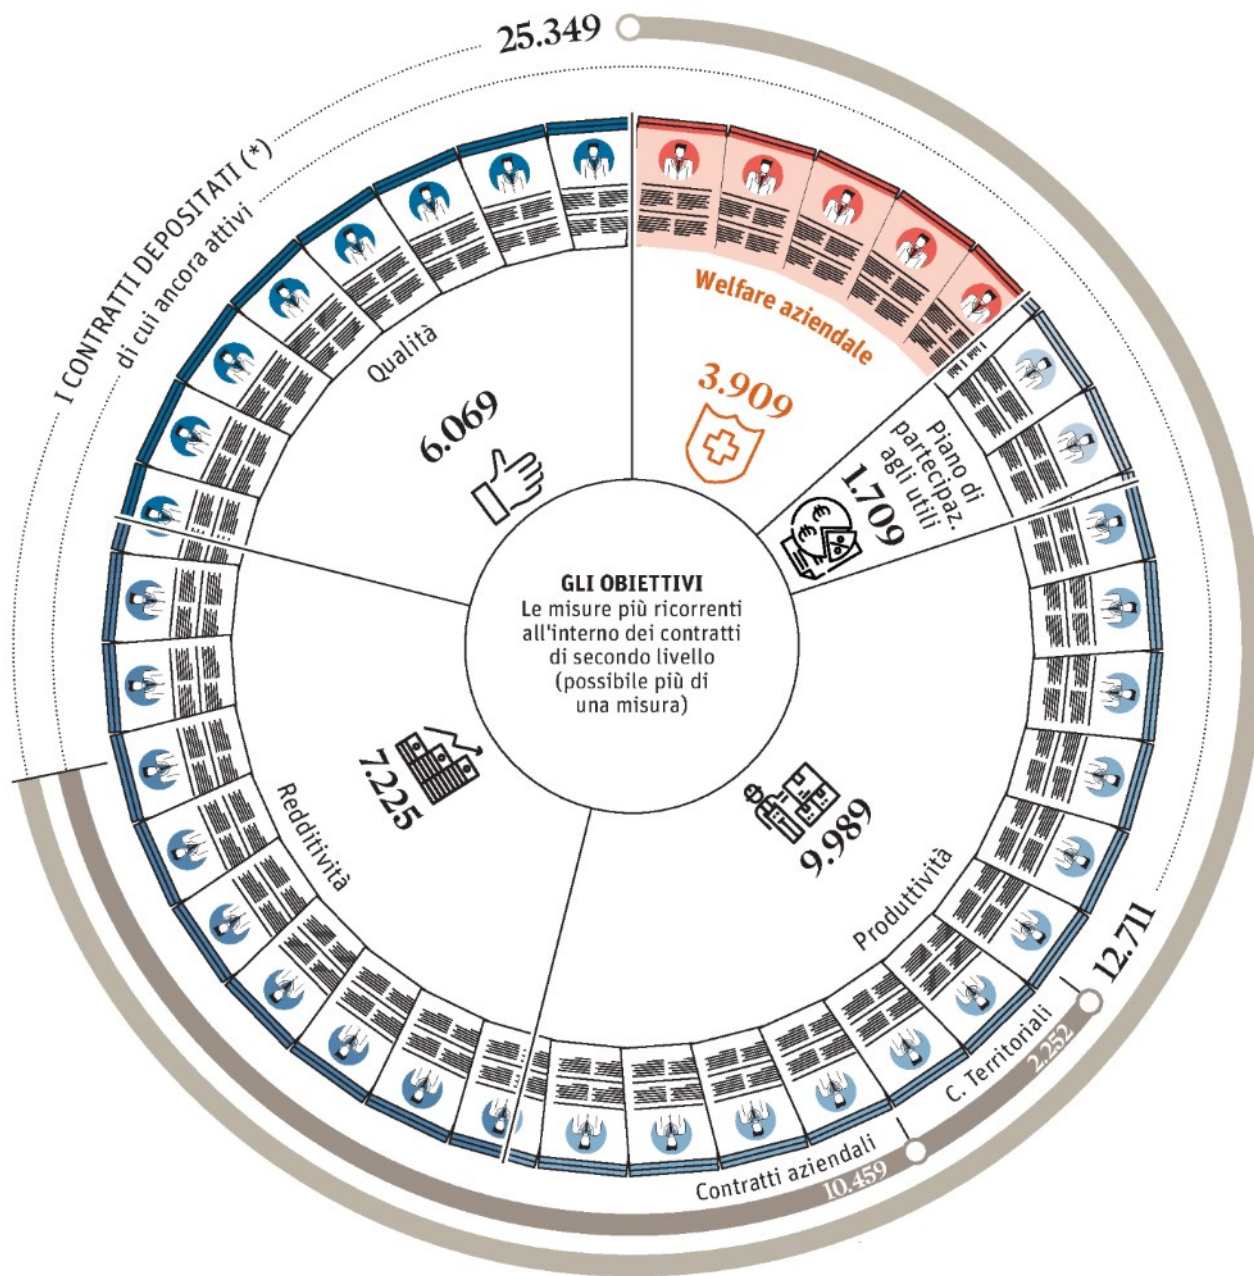 25.349
I CONTRATTI DEPOSITATI (*)
di cui ancora attivi
Qualità
6.069
Welfare aziendale
3.909
Piano di
partecipaz.
agli utili
1.709
GLI OBIETTIVI
Le misure più ricorrenti
all'interno dei contratti
di secondo livello
(possibile più di
una misura)
7.225
Redditività
9.989
Produttività
12.711
C. Territoriali
2.252
Contratti aziendali
10.459